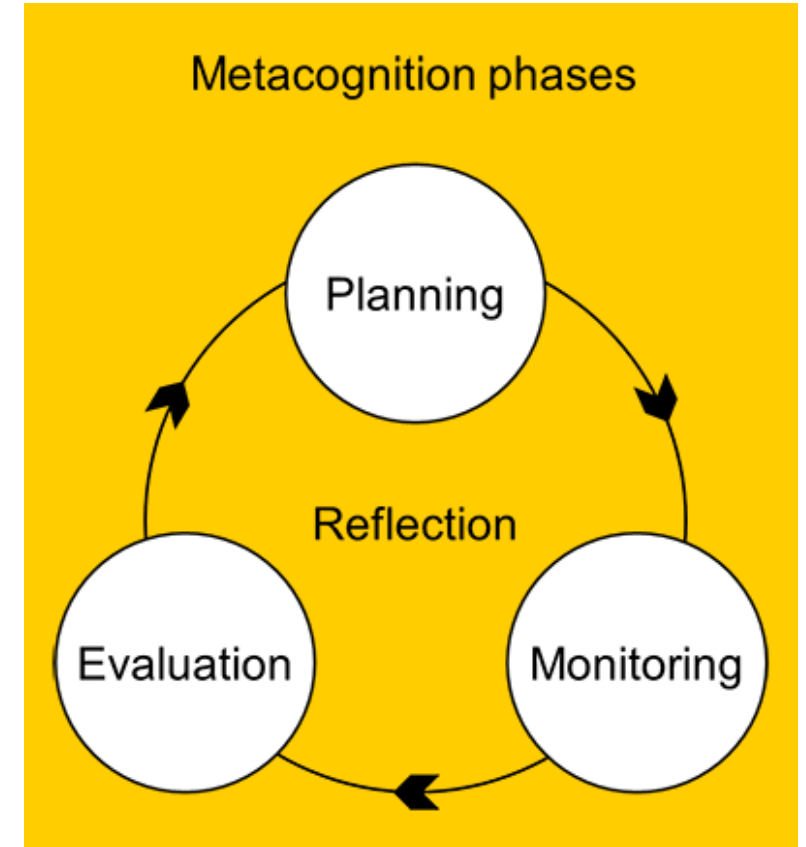 Metacognition phases
Planning
Reflection
Evaluation
Monitoring